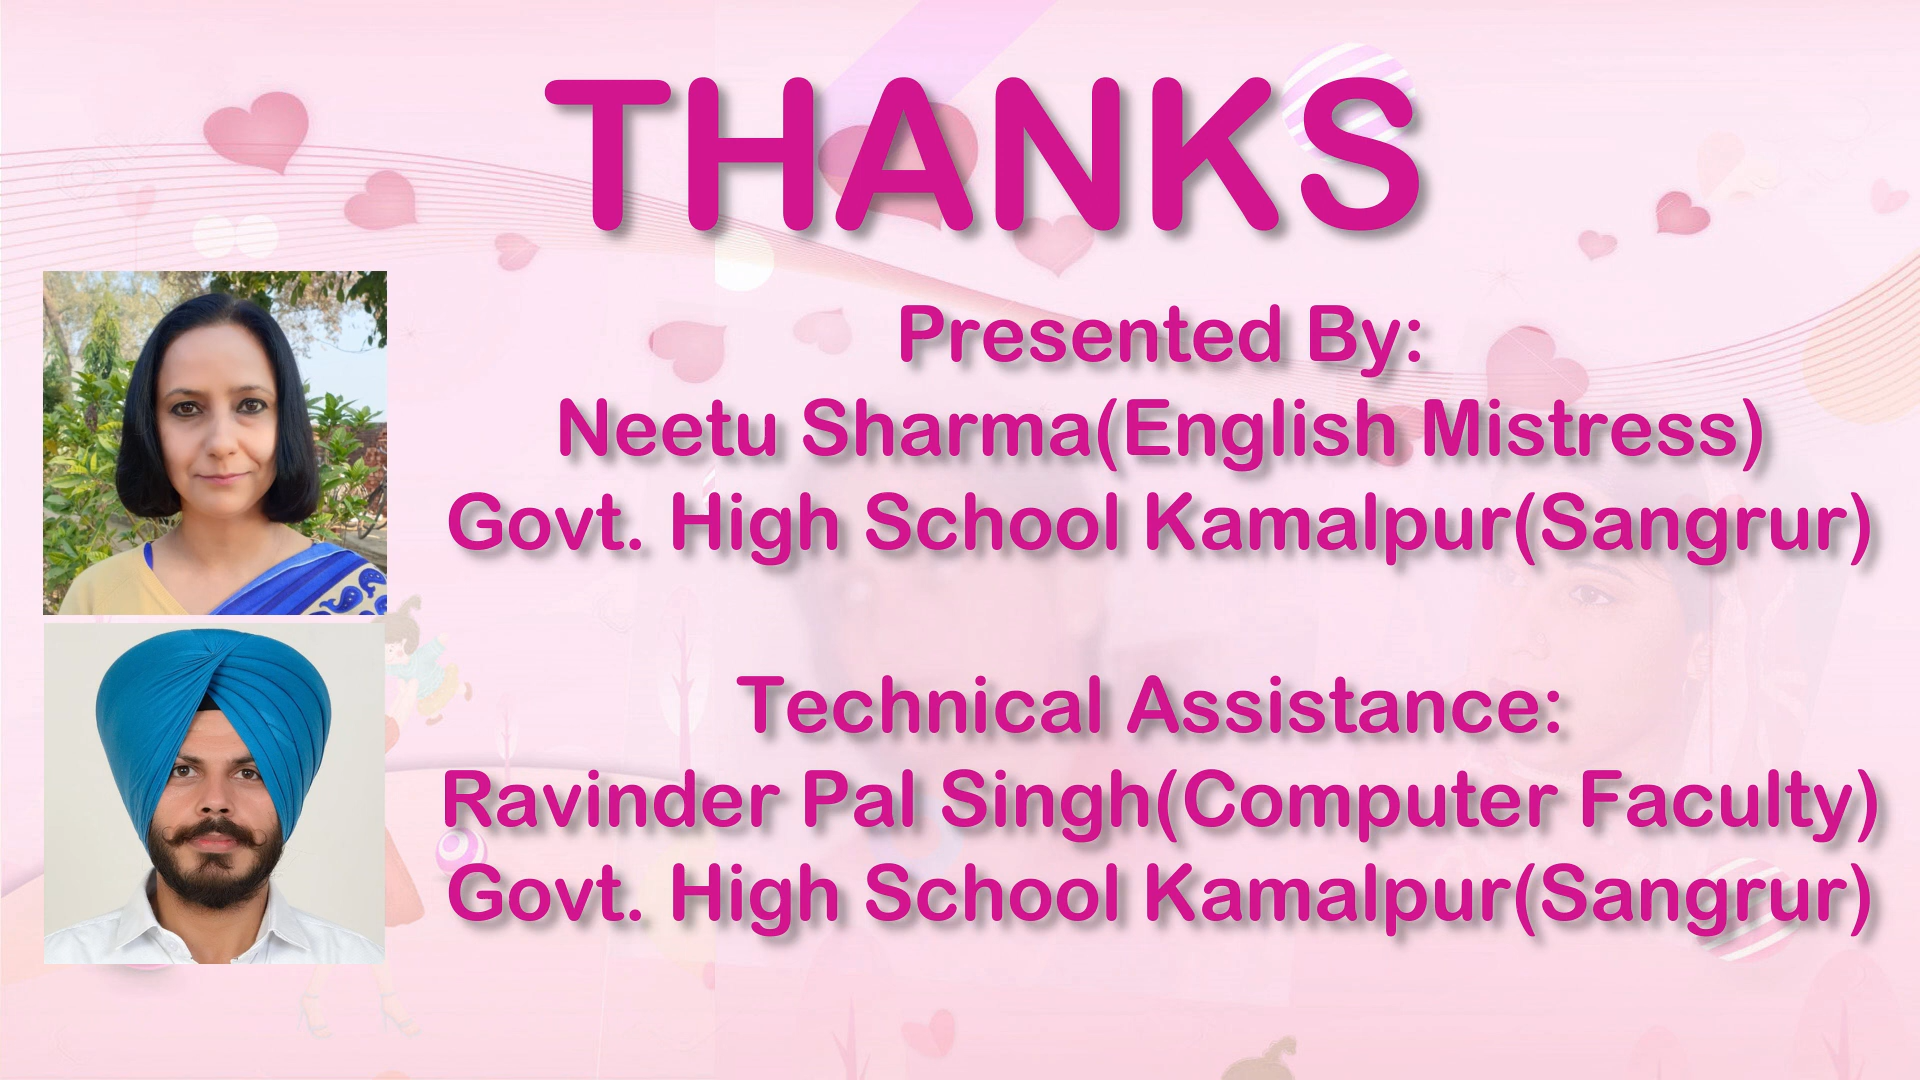 THANKS
Presented By:
Neetu Sharma(English Mistress)
Govt. High School Kamalpur(Sangrur)
Technical Assistance:
Ravinder Pal Singh(Computer Faculty)
Govt. High School Kamalpur(Sangrur)